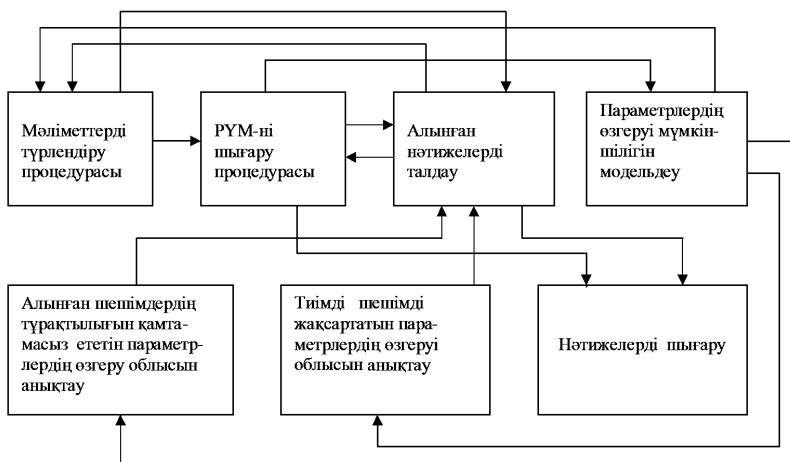 Мәліметтерді
түрлендіру
процедурасы
РҮМ-ні
шығару
процедурасы
Алынған
нәтижелерді
талдау
Параметрлердің
өзгеруі мүмкін-
шілігін
модельдеу
Алынған шешімдердің
тұрақтылығын қамта-
масыз ететін параметр-
лердің өзгеру облысын
анықтау
Тиімді шешімді
жақсартатын пара-
метрлердің өзгеруі
облысын анықтау
Нәтижелерді шығару